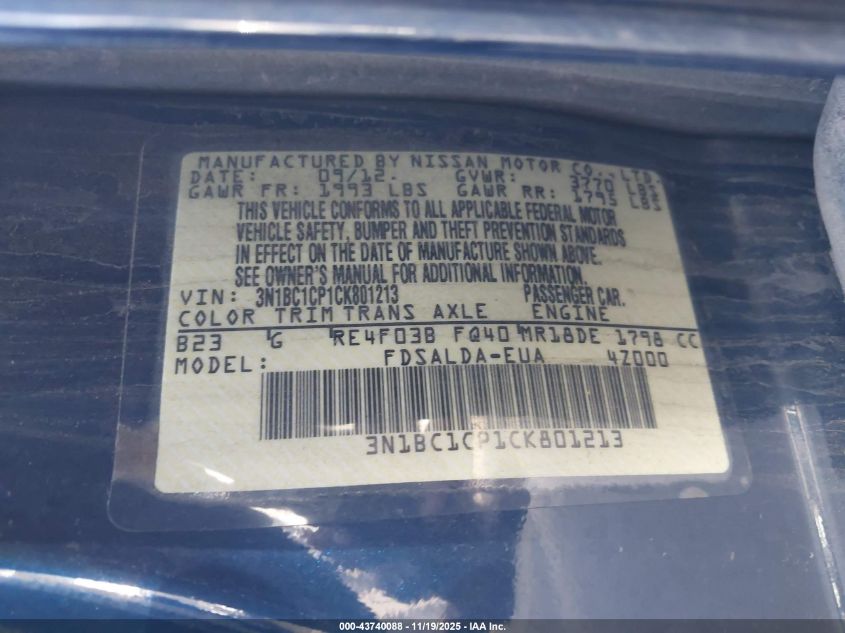 MANUFACTURED BY NISSAN MOTOR CO., LTD.
DATE: 09/12. GVWR: 3770 LBS
GAWR FR: 1993 LBS GAWR RR: 1795 LBS
THIS VEHICLE CONFORMS TO ALL APPLICABLE FEDERAL MOTOR
VEHICLE SAFETY, BUMPER AND THEFT PREVENTION STANDARDS
IN EFFECT ON THE DATE OF MANUFACTURE SHOWN ABOVE.
SEE OWNER'S MANUAL FOR ADDITIONAL INFORMATION.
VIN: 3N1BC1CP1CK801213 PASSENGER CAR.
COLOR TRIM TRANS AXLE ENGINE
B23 G RE4F03B FQ40 MR18DE 1798 CC
MODEL: FDSALDA-EUA 4Z000
3N1BC1CP1CK801213
000-43740088 - 11/19/2025 - IAA Inc.